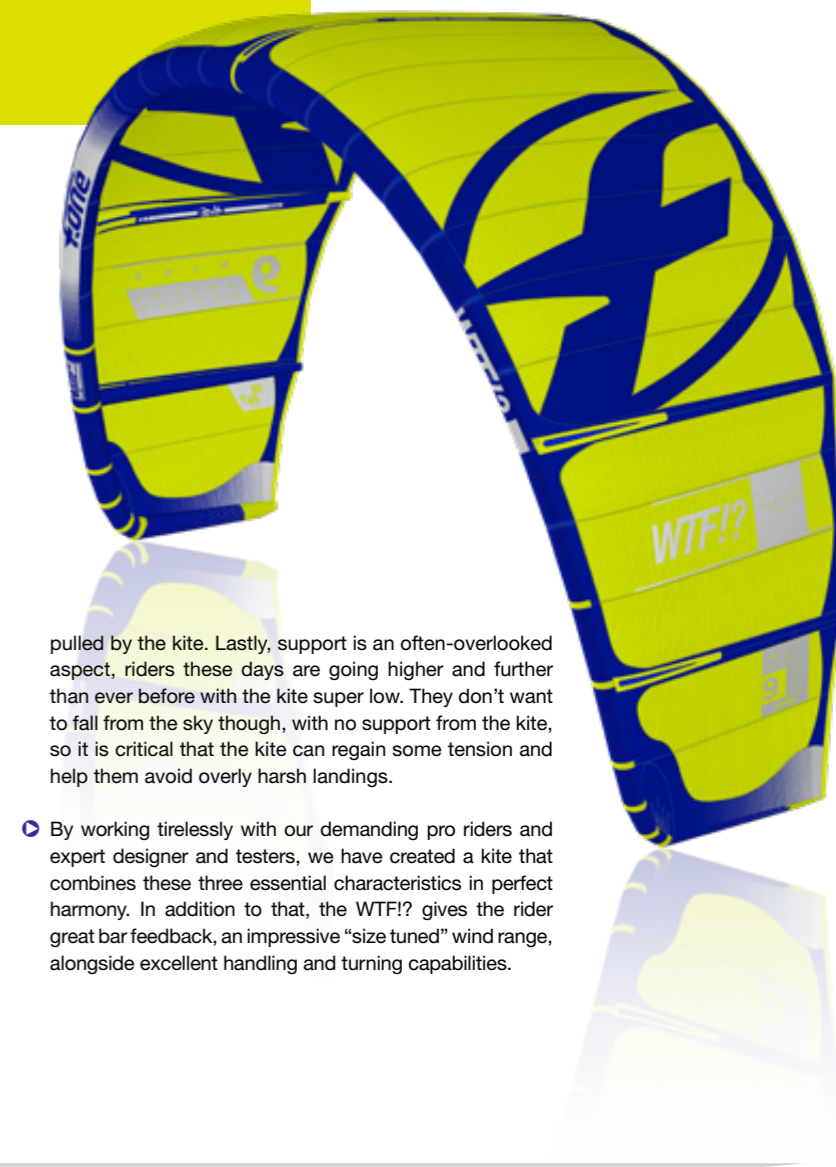 f.one
9
WTF!?
WTF!?
9
pulled by the kite. Lastly, support is an often-overlooked
aspect, riders these days are going higher and further
than ever before with the kite super low. They don’t want
to fall from the sky though, with no support from the kite,
so it is critical that the kite can regain some tension and
help them avoid overly harsh landings.
By working tirelessly with our demanding pro riders and
expert designer and testers, we have created a kite that
combines these three essential characteristics in perfect
harmony. In addition to that, the WTF!? gives the rider
great bar feedback, an impressive “size tuned” wind range,
alongside excellent handling and turning capabilities.